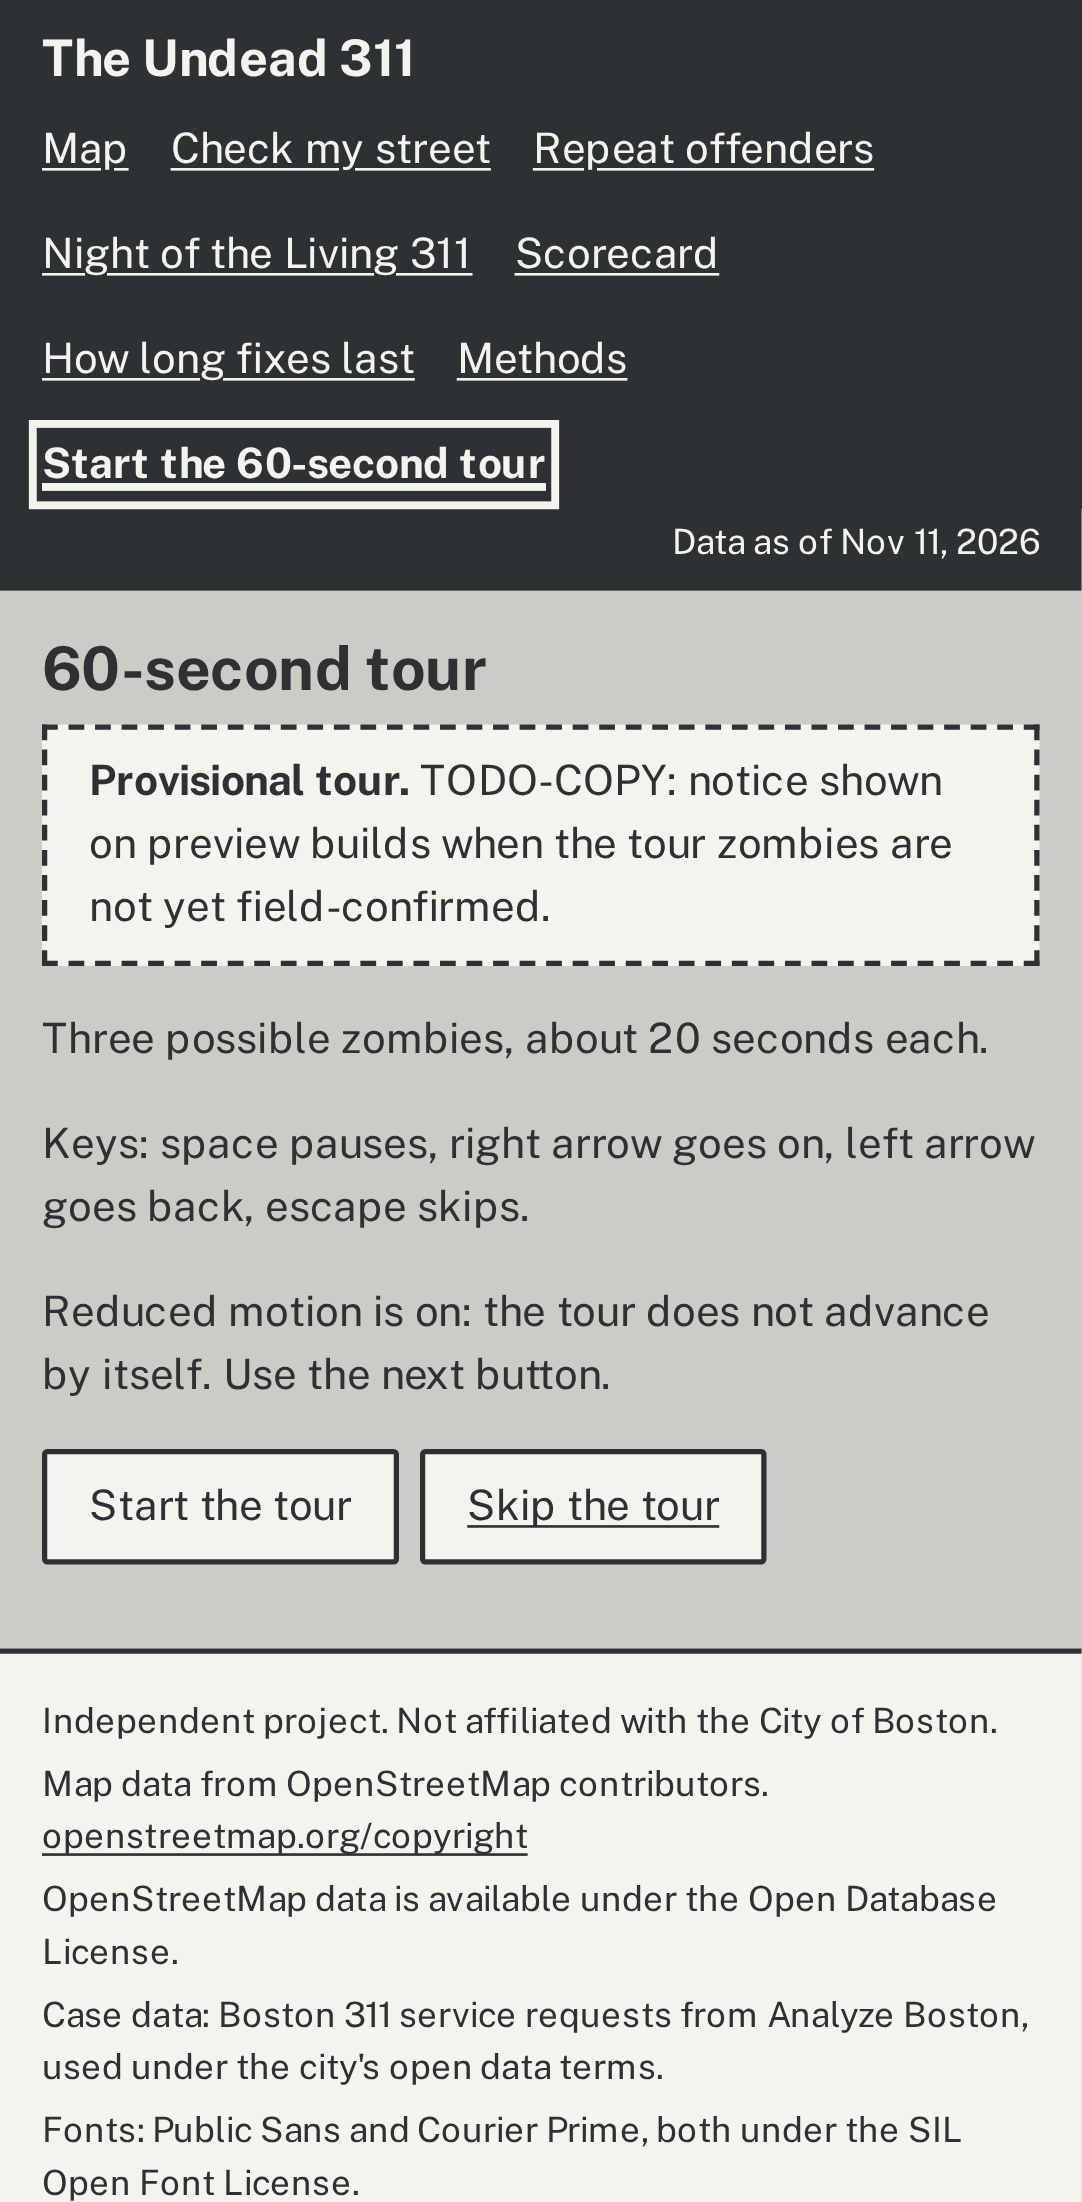 The Undead 311
Map Check my street Repeat offenders
Night of the Living 311 Scorecard
How long fixes last Methods
Start the 60-second tour
Data as of Nov 11, 2026
60-second tour
Provisional tour. TODO-COPY: notice shown
on preview builds when the tour zombies are
not yet field-confirmed.
Three possible zombies, about 20 seconds each.
Keys: space pauses, right arrow goes on, left arrow
goes back, escape skips.
Reduced motion is on: the tour does not advance
by itself. Use the next button.
Start the tour Skip the tour
Independent project. Not affiliated with the City of Boston.
Map data from OpenStreetMap contributors.
openstreetmap.org/copyright
OpenStreetMap data is available under the Open Database
License.
Case data: Boston 311 service requests from Analyze Boston,
used under the city's open data terms.
Fonts: Public Sans and Courier Prime, both under the SIL
Open Font License.